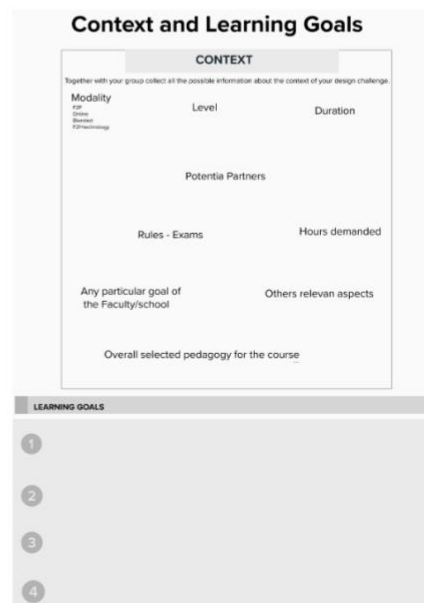 Context and Learning Goals
CONTEXT
Together with your group collect all the possible information about the context of your design challenge.
Modality
F2F
Online
Blended
F2F+technology
Level
Duration
Potentia Partners
Rules - Exams
Hours demanded
Any particular goal of
the Faculty/school
Others relevan aspects
Overall selected pedagogy for the course
LEARNING GOALS
1
2
3
4